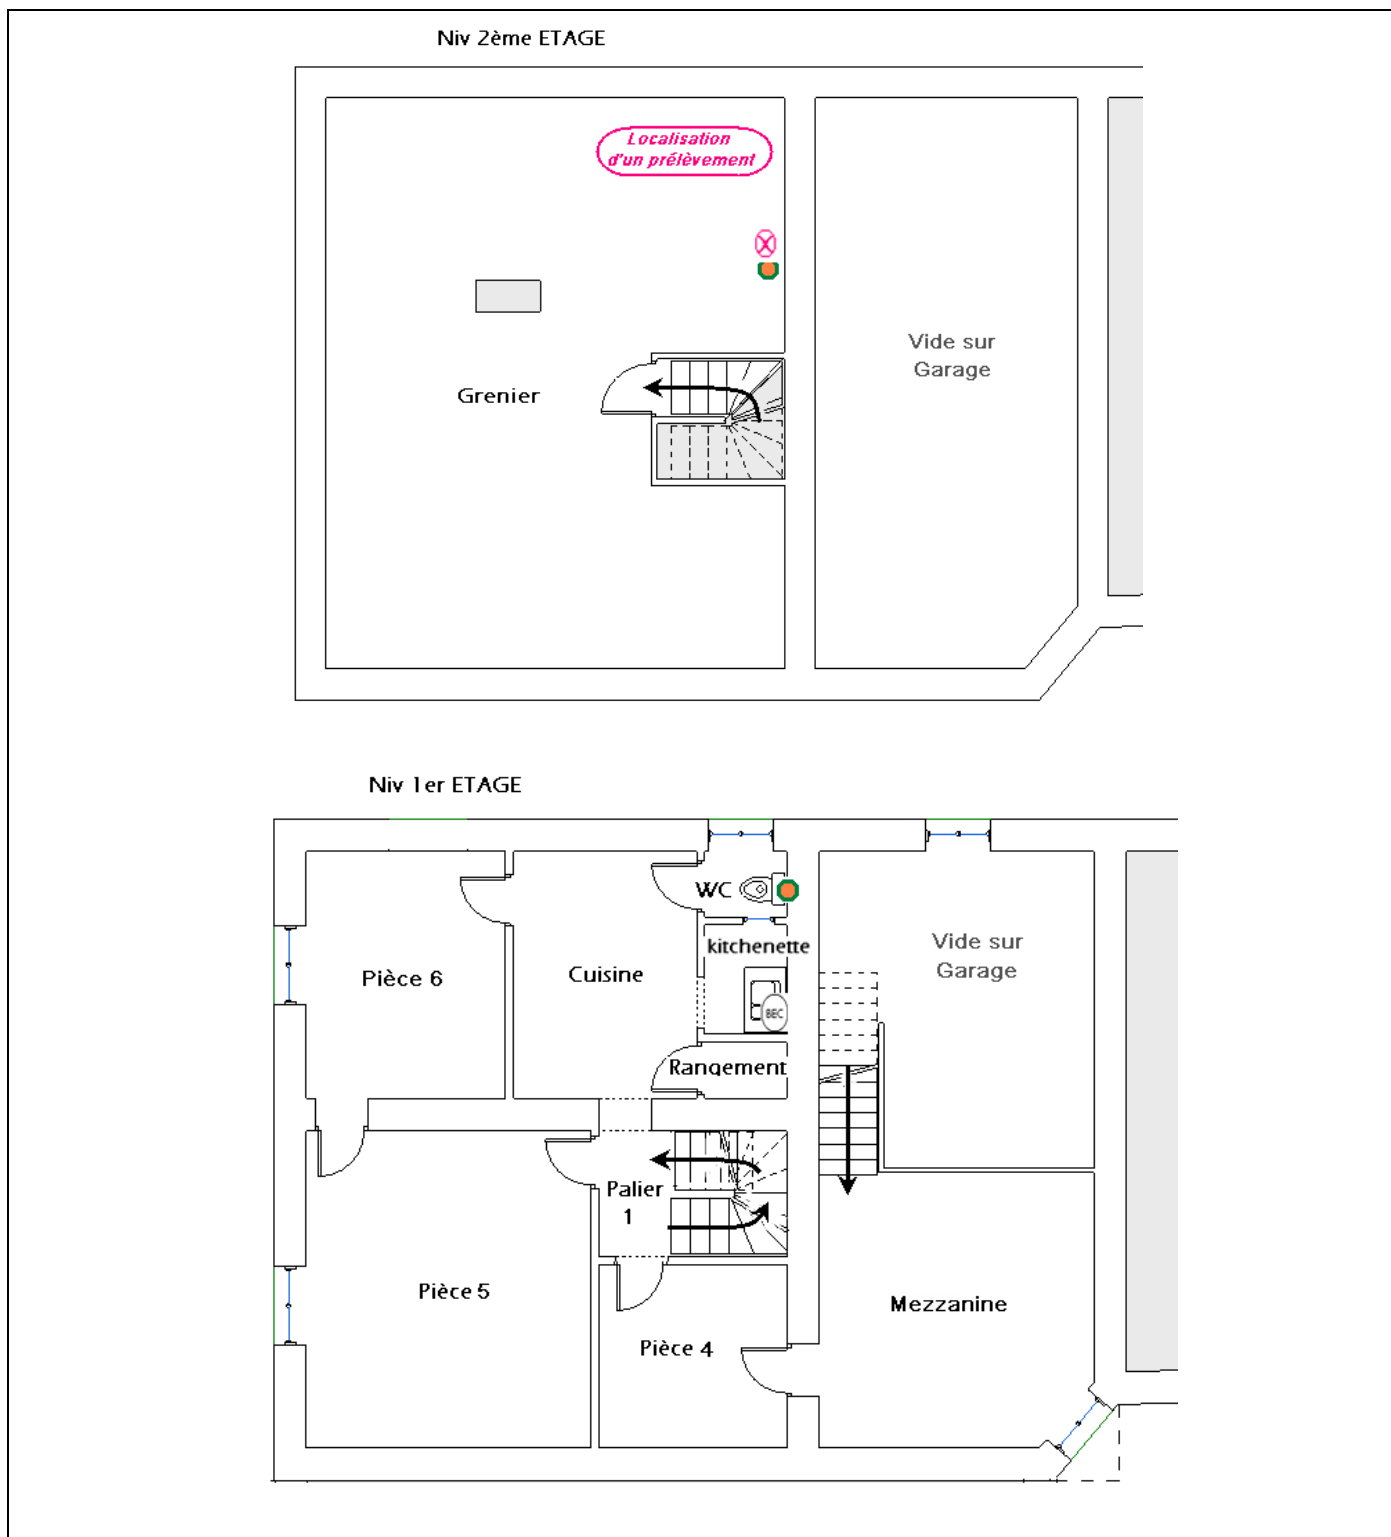 Niv 2ème ETAGE
Localisation
d'un prélèvement
Vide sur
Garage
Grenier
Niv 1er ETAGE
WC
kitchenette
Vide sur
Garage
Cuisine
Pièce 6
BEC
Rangement
Palier
1
Pièce 5
Mezzanine
Pièce 4